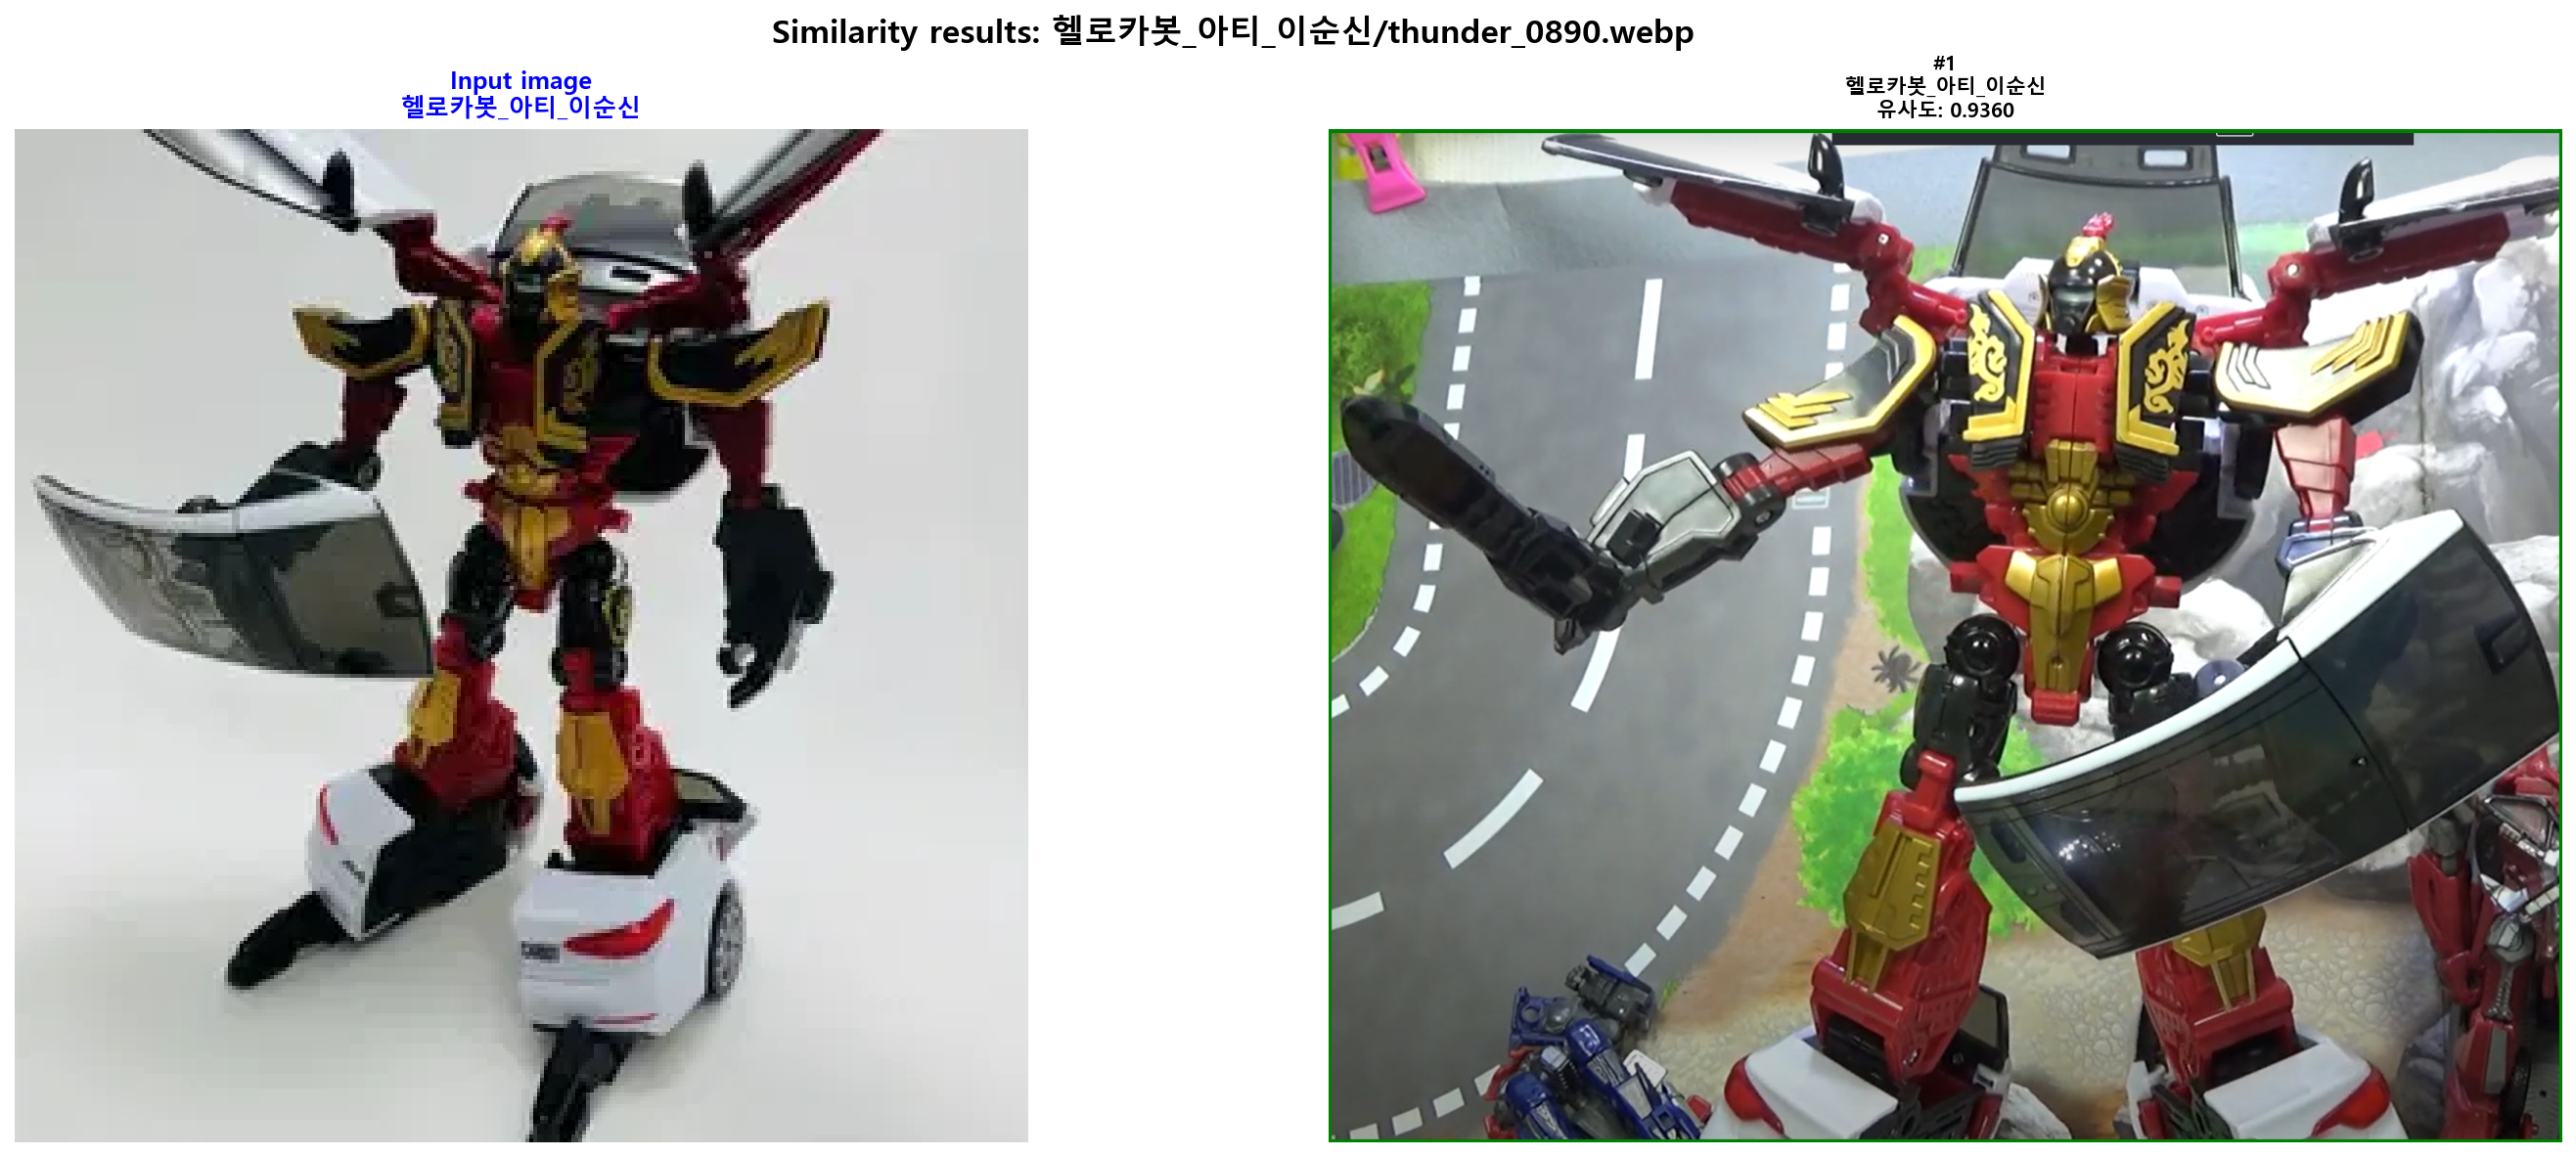 Similarity results: 헬로카봇_아티_이순신/thunder_0890.webp
Input image
헬로카봇_아티_이순신
#1
헬로카봇_아티_이순신
유사도: 0.9360